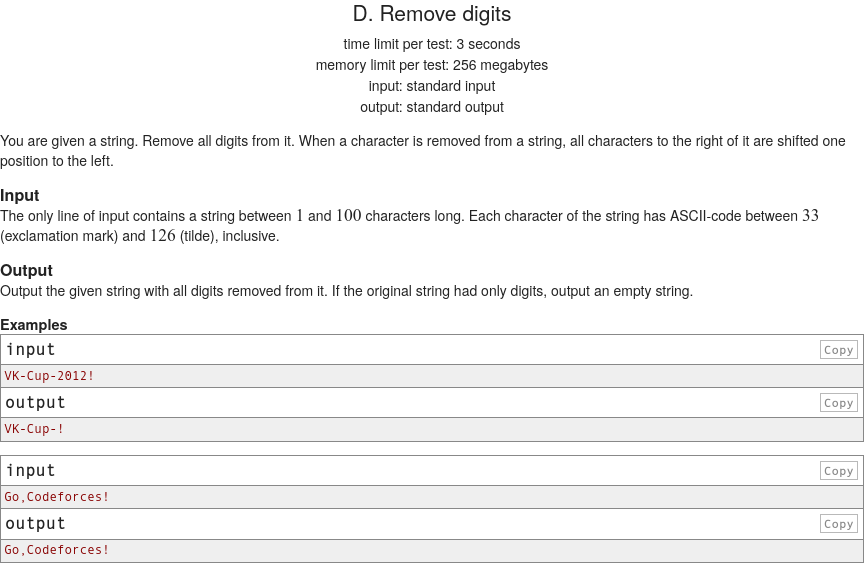 D. Remove digits
time limit per test: 3 seconds
memory limit per test: 256 megabytes
input: standard input
output: standard output
You are given a string. Remove all digits from it. When a character is removed from a string, all characters to the right of it are shifted one
position to the left.
Input
The only line of input contains a string between 1 and 100 characters long. Each character of the string has ASCII-code between 33
(exclamation mark) and 126 (tilde), inclusive.
Output
Output the given string with all digits removed from it. If the original string had only digits, output an empty string.
Examples
input Copy
VK-Cup-2012!
output Copy
VK-Cup-!
input Copy
Go,Codeforces!
output Copy
Go,Codeforces!